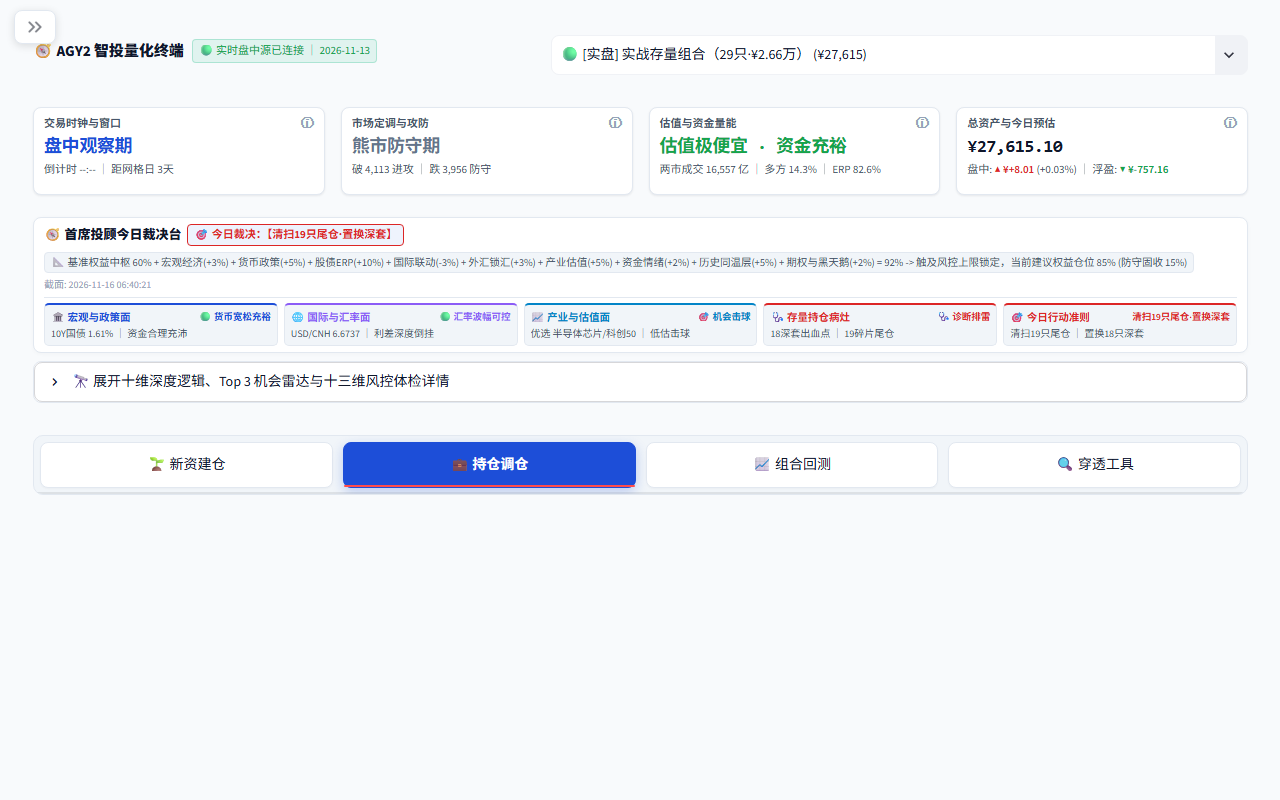 AGY2 智投量化终端
实时盘中源已连接 | 2026-11-13
[实盘] 实战存量组合（29只·¥2.66万） (¥27,615)
交易时钟与窗口
盘中观察期
倒计时 --:-- | 距网格日 3天
市场定调与攻防
熊市防守期
破 4,113 进攻 | 跌 3,956 防守
估值与资金量能
估值极便宜 · 资金充裕
两市成交 16,557 亿 | 多方 14.3% | ERP 82.6%
总资产与今日预估
¥27,615.10
盘中: ▲ ¥+8.01 (+0.03%) | 浮盈: ▼ ¥-757.16
首席投顾今日裁决台
今日裁决：【清扫19只尾仓·置换深套】
基准权益中枢 60% + 宏观经济(+3%) + 货币政策(+5%) + 股债ERP(+10%) + 国际联动(-3%) + 外汇锁汇(+3%) + 产业估值(+5%) + 资金情绪(+2%) + 历史同温层(+5%) + 期权与黑天鹅(+2%) = 92% -> 触及风控上限锁定，当前建议权益仓位 85% (防守固收 15%)
截面: 2026-11-16 06:40:21
宏观与政策面
货币宽松充裕
10Y国债 1.61% | 资金合理充沛
国际与汇率面
汇率波幅可控
USD/CNH 6.6737 | 利差深度倒挂
产业与估值面
机会击球
优选 半导体芯片/科创50 | 低估击球
存量持仓病灶
诊断排雷
18深套出血点 | 19碎片尾仓
今日行动准则
清扫19只尾仓·置换深套
清扫19只尾仓 | 置换18只深套
展开十维深度逻辑、Top 3 机会雷达与十三维风控体检详情
新资建仓
持仓调仓
组合回测
穿透工具